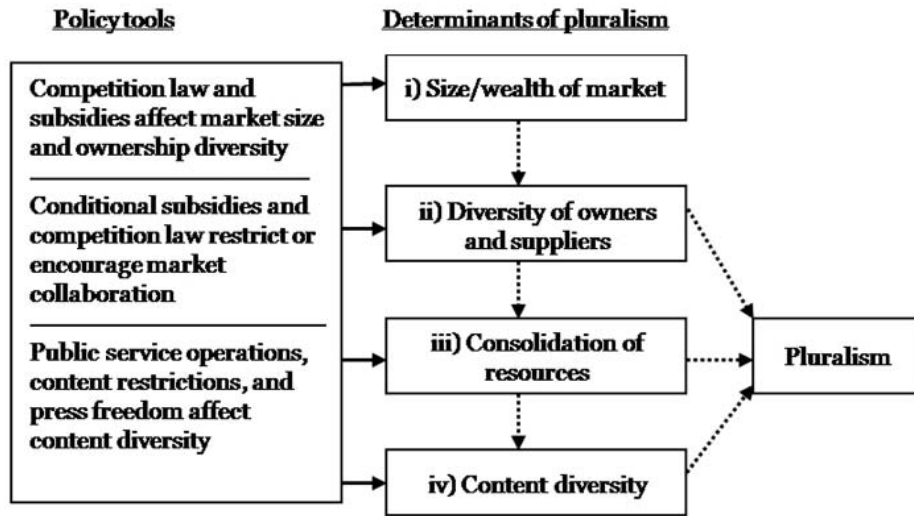 Policy tools
Determinants of pluralism
Competition law and
subsidies affect market size
and ownership diversity
Conditional subsidies and
competition law restrict or
encourage market
collaboration
Public service operations,
content restrictions, and
press freedom affect
content diversity
i) Size/wealth of market
ii) Diversity of owners
and suppliers
iii) Consolidation of
resources
iv) Content diversity
Pluralism